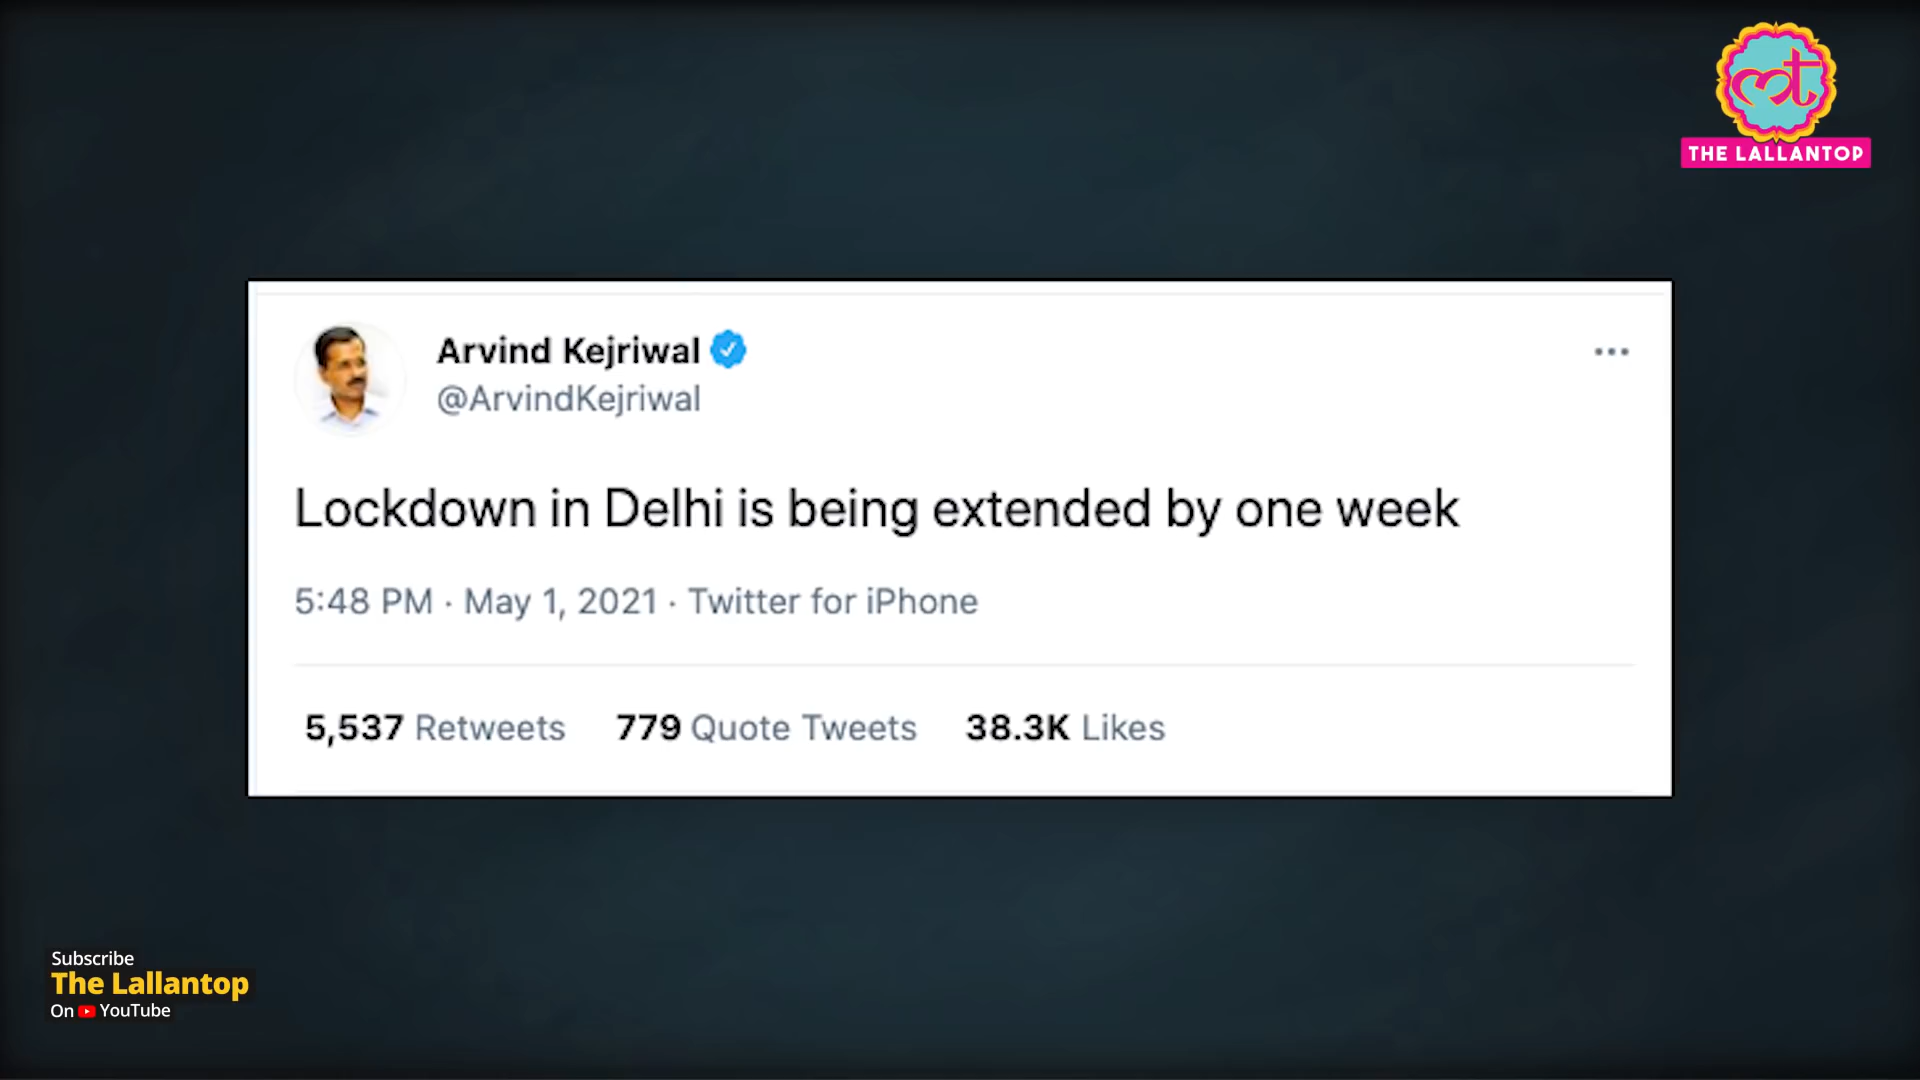 लT
THE LALLANTOP
Arvind Kejriwal
@ArvindKejriwal
Lockdown in Delhi is being extended by one week
5:48 PM · May 1, 2021 · Twitter for iPhone
5,537 Retweets 779 Quote Tweets 38.3K Likes
Subscribe
The Lallantop
On YouTube